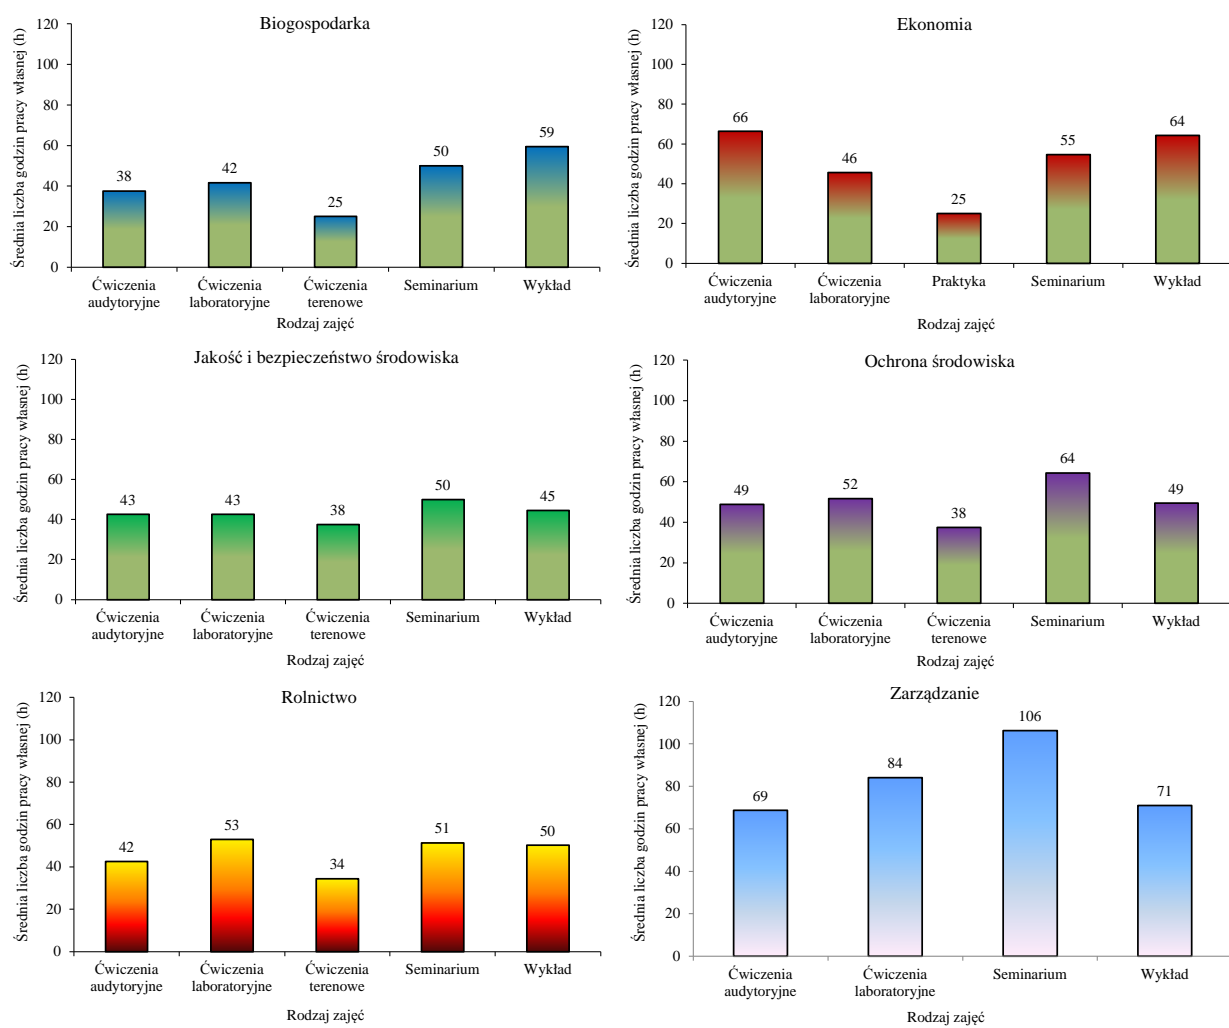 Biogospodarka
Średnia liczba godzin pracy własnej (h)
120
100
80
60
40
20
0
38
42
25
50
59
Ćwiczenia audytoryjne
Ćwiczenia laboratoryjne
Ćwiczenia terenowe
Seminarium
Wykład
Rodzaj zajęć
Ekonomia
Średnia liczba godzin pracy własnej (h)
120
100
80
60
40
20
0
66
46
25
55
64
Ćwiczenia audytoryjne
Ćwiczenia laboratoryjne
Praktyka
Seminarium
Wykład
Rodzaj zajęć
Jakość i bezpieczeństwo środowiska
Średnia liczba godzin pracy własnej (h)
120
100
80
60
40
20
0
43
43
38
50
45
Ćwiczenia audytoryjne
Ćwiczenia laboratoryjne
Ćwiczenia terenowe
Seminarium
Wykład
Rodzaj zajęć
Ochrona środowiska
Średnia liczba godzin pracy własnej (h)
120
100
80
60
40
20
0
49
52
38
64
49
Ćwiczenia audytoryjne
Ćwiczenia laboratoryjne
Ćwiczenia terenowe
Seminarium
Wykład
Rodzaj zajęć
Rolnictwo
Średnia liczba godzin pracy własnej (h)
120
100
80
60
40
20
0
42
53
34
51
50
Ćwiczenia audytoryjne
Ćwiczenia laboratoryjne
Ćwiczenia terenowe
Seminarium
Wykład
Rodzaj zajęć
Zarządzanie
Średnia liczba godzin pracy własnej (h)
120
100
80
60
40
20
0
69
84
106
71
Ćwiczenia audytoryjne
Ćwiczenia laboratoryjne
Seminarium
Wykład
Rodzaj zajęć